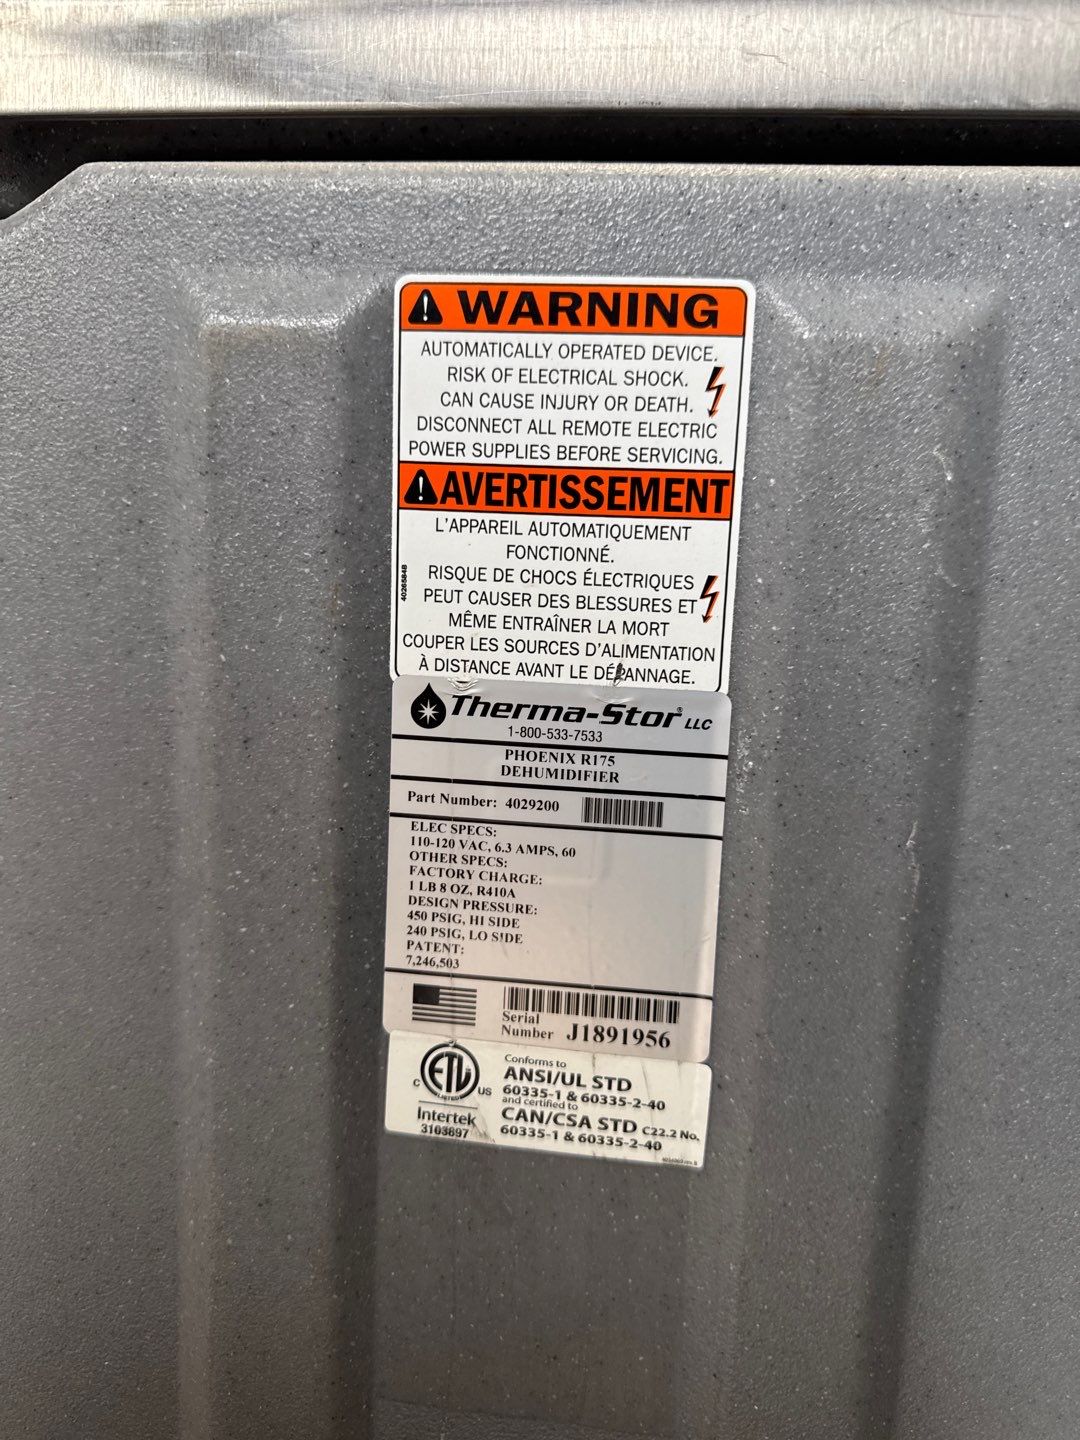 WARNING
AUTOMATICALLY OPERATED DEVICE.
RISK OF ELECTRICAL SHOCK.
CAN CAUSE INJURY OR DEATH.
DISCONNECT ALL REMOTE ELECTRIC
POWER SUPPLIES BEFORE SERVICING.
AVERTISSEMENT
L'APPAREIL AUTOMATIQUEMENT
FONCTIONNÉ.
RISQUE DE CHOCS ÉLECTRIQUES
PEUT CAUSER DES BLESSURES ET
MÊME ENTRAÎNER LA MORT
COUPER LES SOURCES D'ALIMENTATION
À DISTANCE AVANT LE DÉPANNAGE.
Therma-Stor® LLC
1-800-533-7533
PHOENIX R175
DEHUMIDIFIER
Part Number: 4029200
ELEC SPECS:
110-120 VAC, 6.3 AMPS, 60
OTHER SPECS:
FACTORY CHARGE:
1 LB 8 OZ, R410A
DESIGN PRESSURE:
450 PSIG, HI SIDE
240 PSIG, LO SIDE
PATENT:
7,246,503
Serial
Number J1891956
C ETL US
LISTED
Intertek
3103897
Conforms to
ANSI/UL STD
60335-1 & 60335-2-40
and certified to
CAN/CSA STD C22.2 No.
60335-1 & 60335-2-40